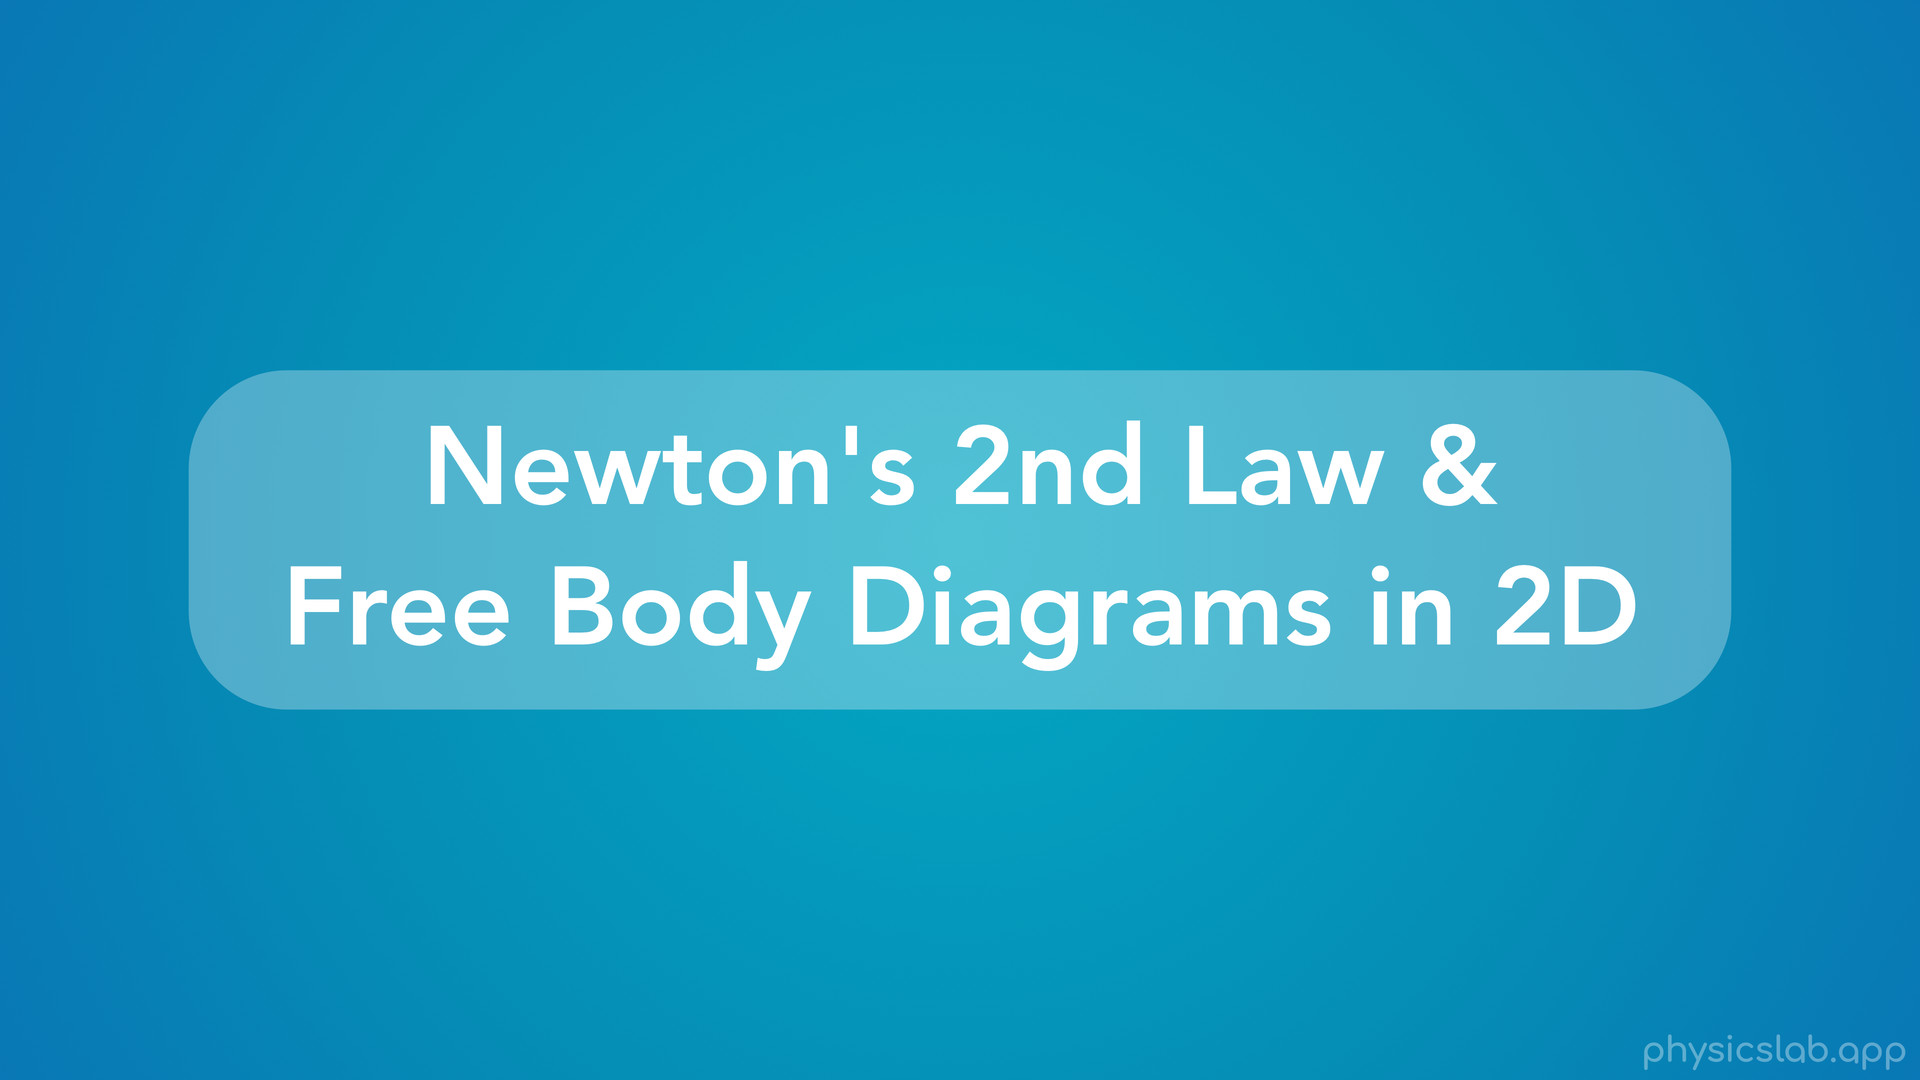 Newton's 2nd Law &
Free Body Diagrams in 2D
physicslab.app